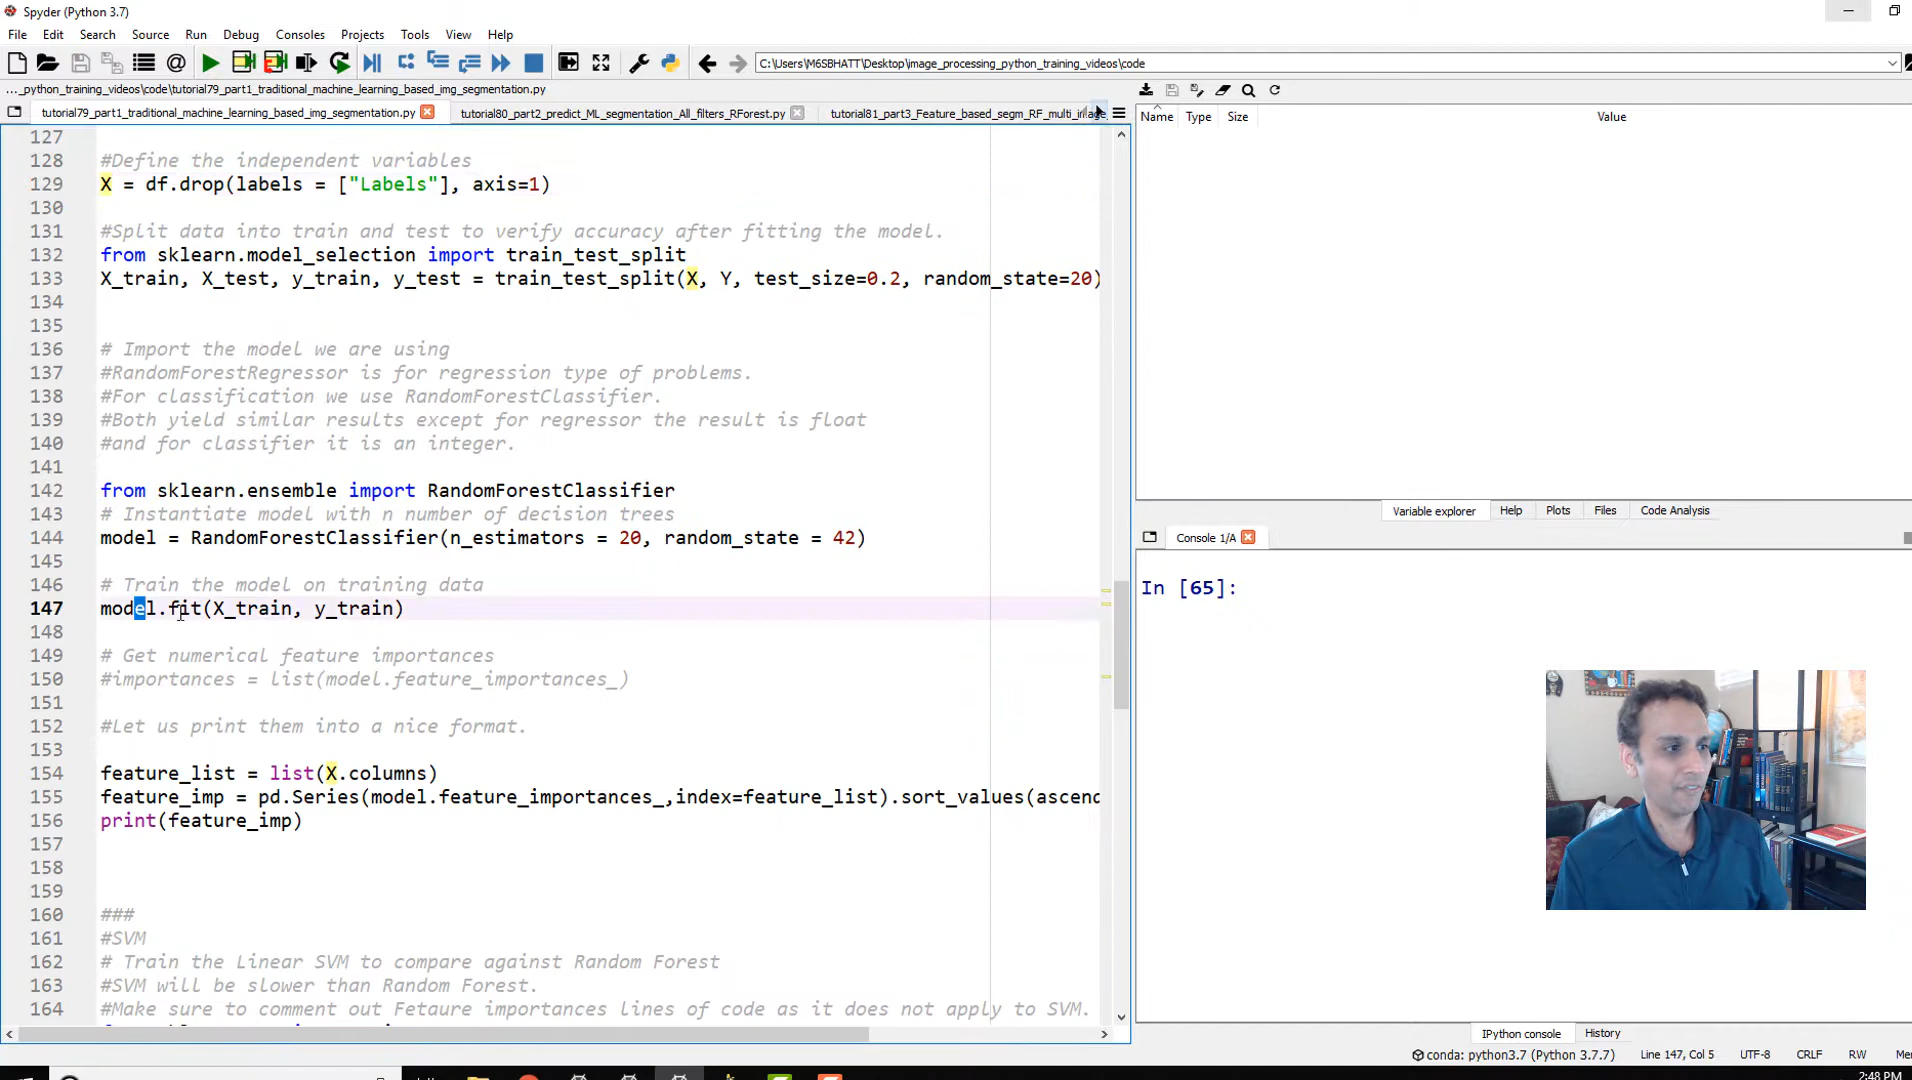 Spyder (Python 3.7)
File Edit Search Source Run Debug Consoles Projects Tools View Help
C:\Users\M6SBHATT\Desktop\image_processing_python_training_videos\code
..._python_training_videos\code\tutorial79_part1_traditional_machine_learning_based_img_segmentation.py
tutorial79_part1_traditional_machine_learning_based_img_segmentation.py tutorial80_part2_predict_ML_segmentation_All_filters_RForest.py tutorial81_part3_Feature_based_segm_RF_multi_image
Name Type Size Value
127
128 #Define the independent variables
129 X = df.drop(labels = ["Labels"], axis=1)
130
131 #Split data into train and test to verify accuracy after fitting the model.
132 from sklearn.model_selection import train_test_split
133 X_train, X_test, y_train, y_test = train_test_split(X, Y, test_size=0.2, random_state=20)
134
135
136 # Import the model we are using
137 #RandomForestRegressor is for regression type of problems.
138 #For classification we use RandomForestClassifier.
139 #Both yield similar results except for regressor the result is float
140 #and for classifier it is an integer.
141
142 from sklearn.ensemble import RandomForestClassifier
143 # Instantiate model with n number of decision trees
144 model = RandomForestClassifier(n_estimators = 20, random_state = 42)
145
146 # Train the model on training data
147 model.fit(X_train, y_train)
148
149 # Get numerical feature importances
150 #importances = list(model.feature_importances_)
151
152 #Let us print them into a nice format.
153
154 feature_list = list(X.columns)
155 feature_imp = pd.Series(model.feature_importances_,index=feature_list).sort_values(ascend
156 print(feature_imp)
157
158
159
160 ###
161 #SVM
162 # Train the Linear SVM to compare against Random Forest
163 #SVM will be slower than Random Forest.
164 #Make sure to comment out Fetaure importances lines of code as it does not apply to SVM.
Variable explorer Help Plots Files Code Analysis
Console 1/A
In [65]:
IPython console History
conda: python3.7 (Python 3.7.7) Line 147, Col 5 UTF-8 CRLF RW
2:48 PM